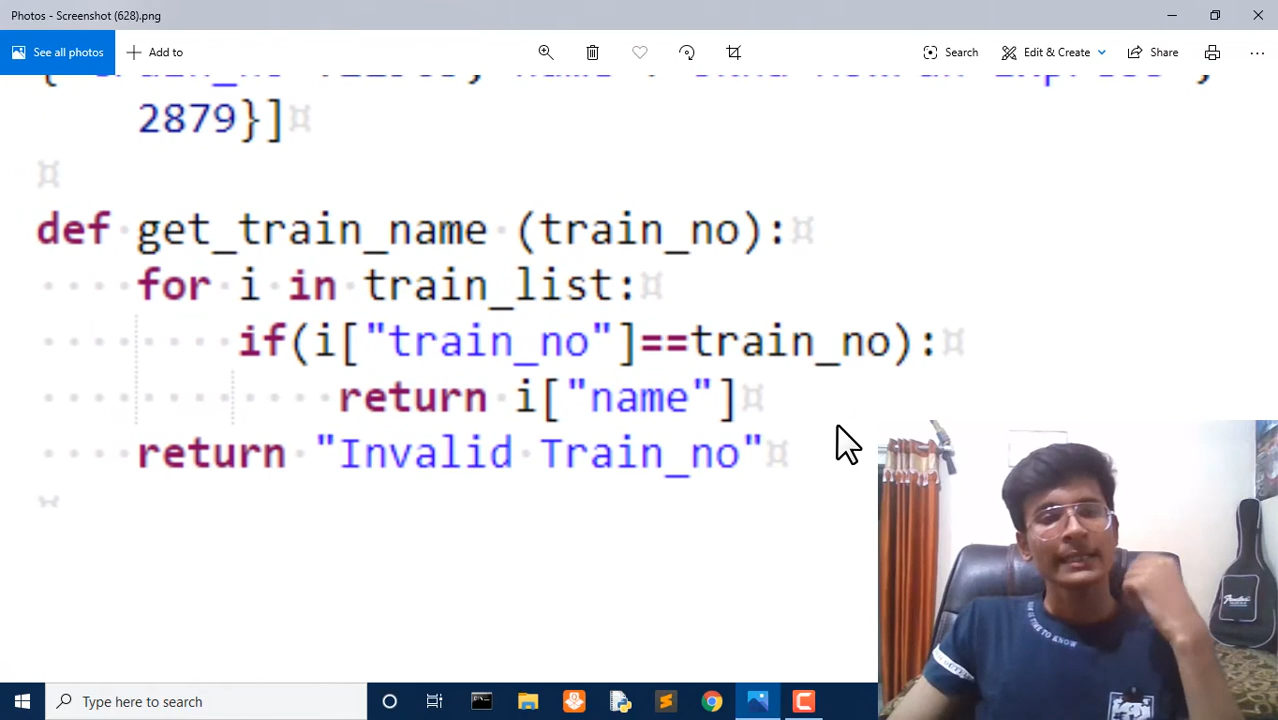 Photos - Screenshot (628).png
See all photos
Add to
Search
Edit & Create
Share
2879}]
def get_train_name (train_no):
for i in train_list:
if(i["train_no"]==train_no):
return i["name"]
return "Invalid Train_no"
Fender
Type here to search